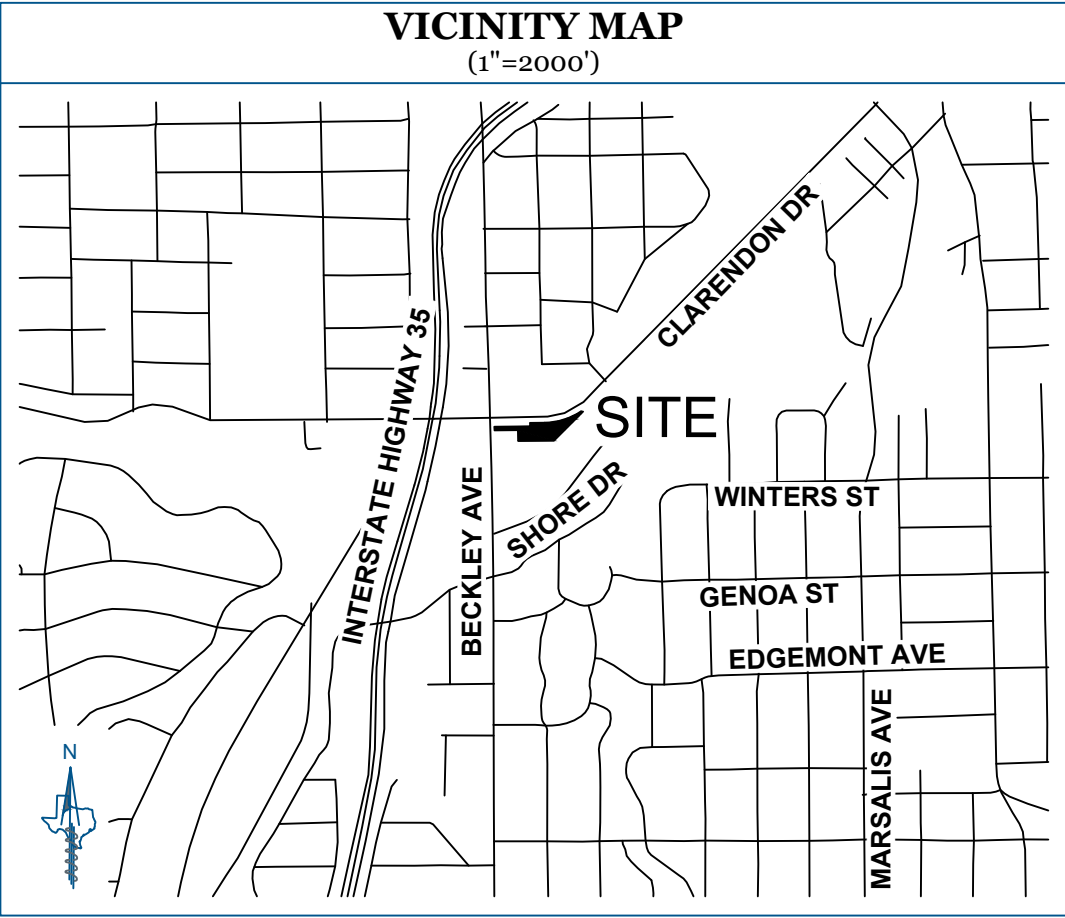 VICINITY MAP
(1"=2000')
CLARENDON DR
INTERSTATE HIGHWAY 35
SITE
BECKLEY AVE
SHORE DR
WINTERS ST
GENOA ST
EDGEMONT AVE
MARSALIS AVE
N